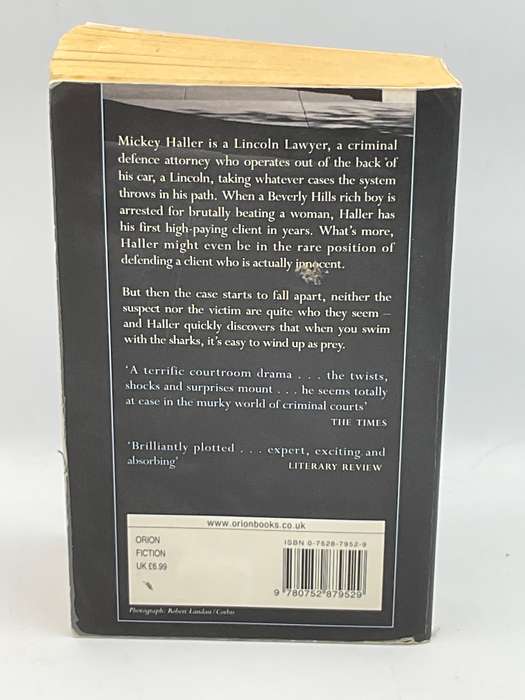 Mickey Haller is a Lincoln Lawyer, a criminal
defence attorney who operates out of the back of
his car, a Lincoln, taking whatever cases the system
throws in his path. When a Beverly Hills rich boy is
arrested for brutally beating a woman, Haller has
his first high-paying client in years. What's more,
Haller might even be in the rare position of
defending a client who is actually innocent.
But then the case starts to fall apart, neither the
suspect nor the victim are quite who they seem –
and Haller quickly discovers that when you swim
with the sharks, it's easy to wind up as prey.
'A terrific courtroom drama . . . the twists,
shocks and surprises mount . . . he seems totally
at ease in the murky world of criminal courts'
THE TIMES
'Brilliantly plotted . . . expert, exciting and
absorbing'
LITERARY REVIEW
www.orionbooks.co.uk
ORION
FICTION
UK £6.99
ISBN 0-7528-7952-9
9 780752 879529
Photograph: Robert Landau/Corbis